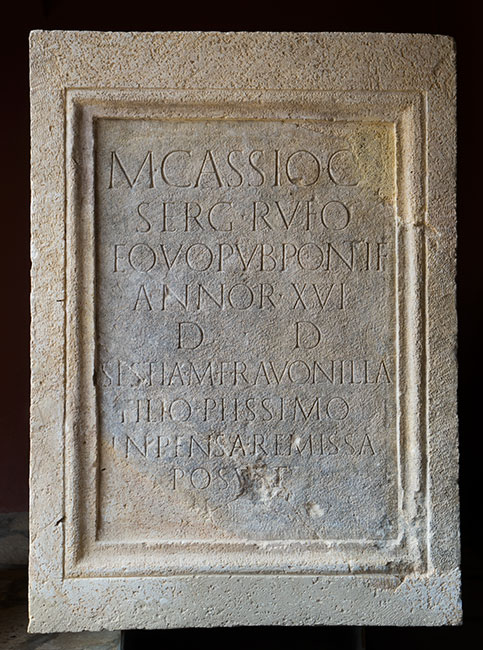 M CASSIO C
SERG · RVFO
EQVO PVB PONTIF
ANNOR · XVI
D D
SESTIA M F RAVONILLA
FILIO · PIISSIMO
INPENSA REMISSA
POSVIT